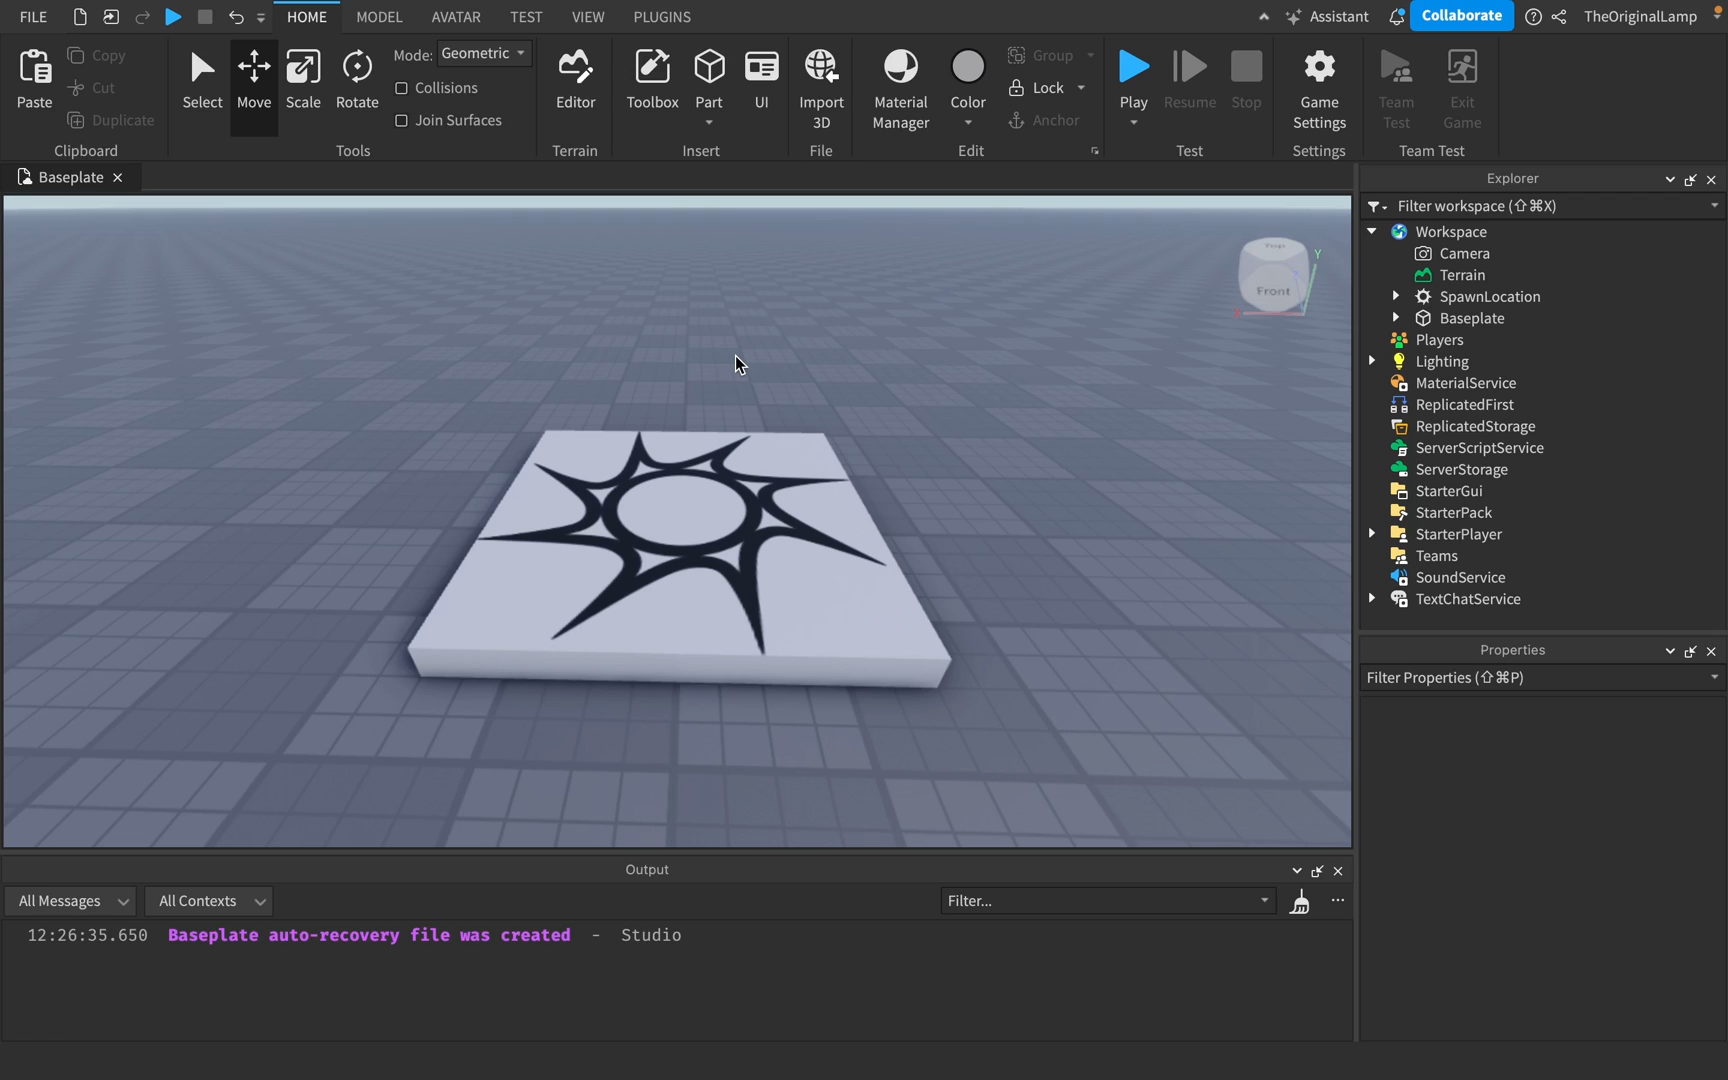 FILE HOME MODEL AVATAR TEST VIEW PLUGINS Assistant Collaborate TheOriginalLamp
Paste Copy Cut Duplicate
Clipboard
Select Move Scale Rotate Mode: Geometric
Collisions
Join Surfaces
Tools
Editor
Terrain
Toolbox Part UI
Insert
Import 3D
File
Material Manager Color Group
Lock
Anchor
Edit
Play Resume Stop
Test
Game Settings
Settings
Team Test Exit Game
Team Test
Baseplate
Top
Front
Y
Explorer
Filter workspace (⇧⌘X)
Workspace
Camera
Terrain
SpawnLocation
Baseplate
Players
Lighting
MaterialService
ReplicatedFirst
ReplicatedStorage
ServerScriptService
ServerStorage
StarterGui
StarterPack
StarterPlayer
Teams
SoundService
TextChatService
Properties
Filter Properties (⇧⌘P)
Output
All Messages All Contexts Filter...
12:26:35.650 Baseplate auto-recovery file was created - Studio